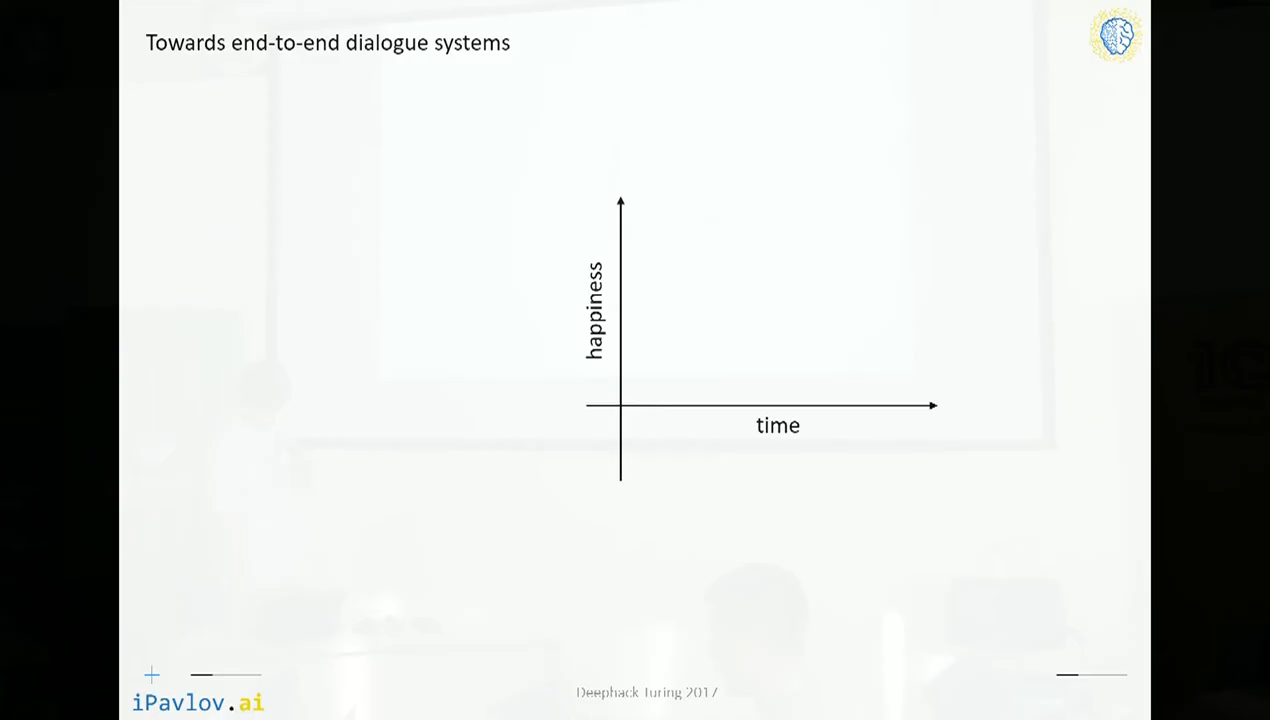 Towards end-to-end dialogue systems
happiness
time
iPavlov.ai
Deephack Turing 2017